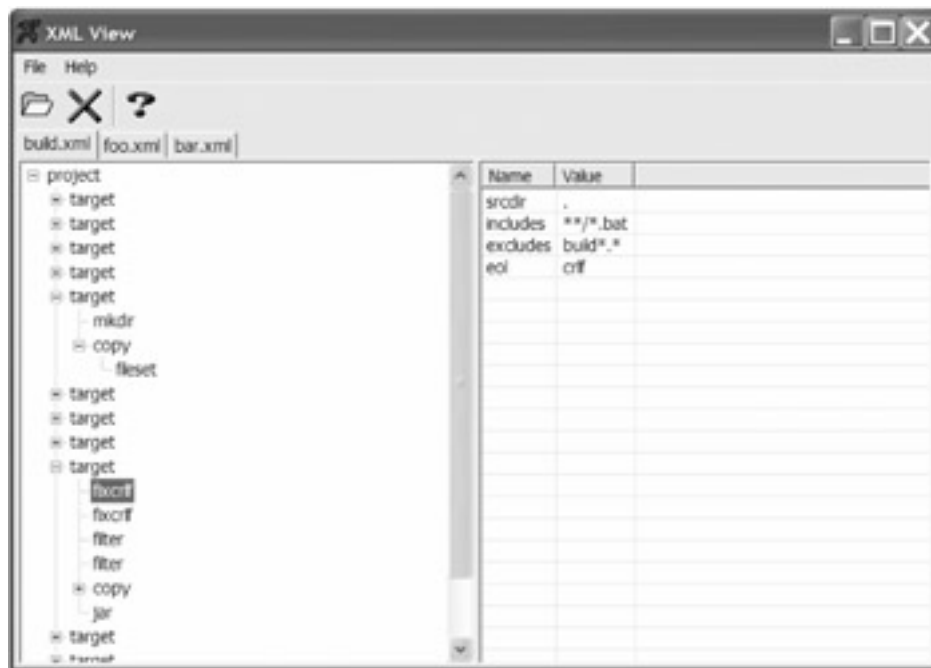 XML View
File Help
build.xml foo.xml bar.xml
project
target
target
target
target
target
mkdir
copy
fileset
target
target
target
target
fixcrlf
fixcrlf
filter
filter
copy
jar
target
target
Name Value
srcdir .
includes **/*.bat
excludes build*.*
eol crlf